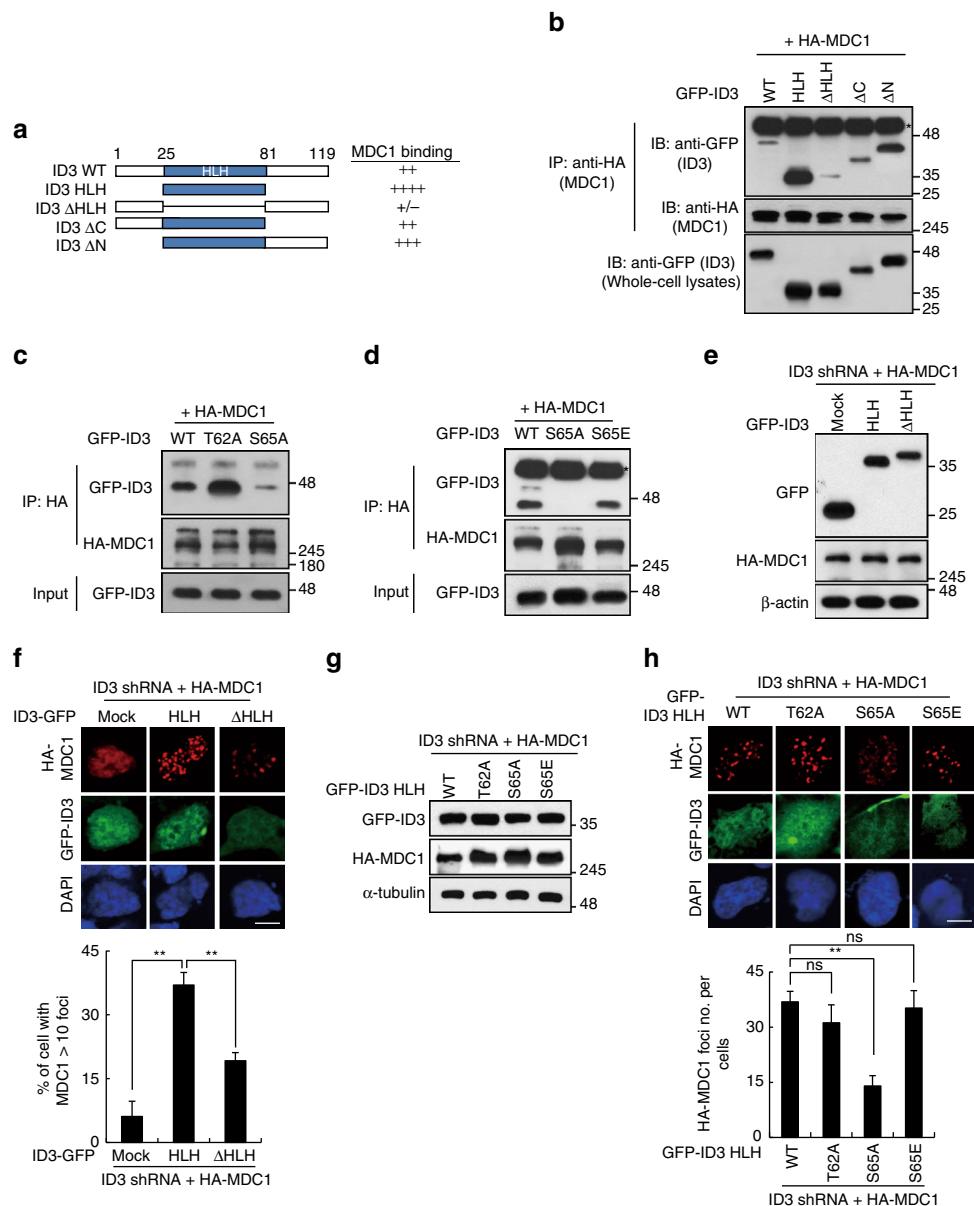 a
1 25 81 119
MDC1 binding
ID3 WT HLH ++
ID3 HLH ++++
ID3 ΔHLH +/−
ID3 ΔC ++
ID3 ΔN +++
b
+ HA-MDC1
GFP-ID3 WT HLH ΔHLH ΔC ΔN
IP: anti-HA
(MDC1)
IB: anti-GFP
(ID3)
*
48
35
25
IB: anti-HA
(MDC1)
245
IB: anti-GFP (ID3)
(Whole-cell lysates)
48
35
25
c
+ HA-MDC1
GFP-ID3 WT T62A S65A
IP: HA
GFP-ID3
48
HA-MDC1
245
180
Input GFP-ID3
48
d
+ HA-MDC1
GFP-ID3 WT S65A S65E
IP: HA
GFP-ID3
*
48
HA-MDC1
245
Input GFP-ID3
48
e
ID3 shRNA + HA-MDC1
GFP-ID3 Mock HLH ΔHLH
GFP
35
25
HA-MDC1
245
β-actin
48
f
ID3 shRNA + HA-MDC1
ID3-GFP Mock HLH ΔHLH
HA-
MDC1
GFP-ID3
DAPI
% of cell with
MDC1 > 10 foci
45
30
15
0
** **
ID3-GFP Mock HLH ΔHLH
ID3 shRNA + HA-MDC1
g
ID3 shRNA + HA-MDC1
GFP-ID3 HLH WT T62A S65A S65E
GFP-ID3
35
HA-MDC1
245
α-tubulin
48
h
ID3 shRNA + HA-MDC1
GFP-
ID3 HLH
WT T62A S65A S65E
HA-
MDC1
GFP-ID3
DAPI
HA-MDC1 foci no. per
cells
45
30
15
0
ns
**
ns
GFP-ID3 HLH WT T62A S65A S65E
ID3 shRNA + HA-MDC1